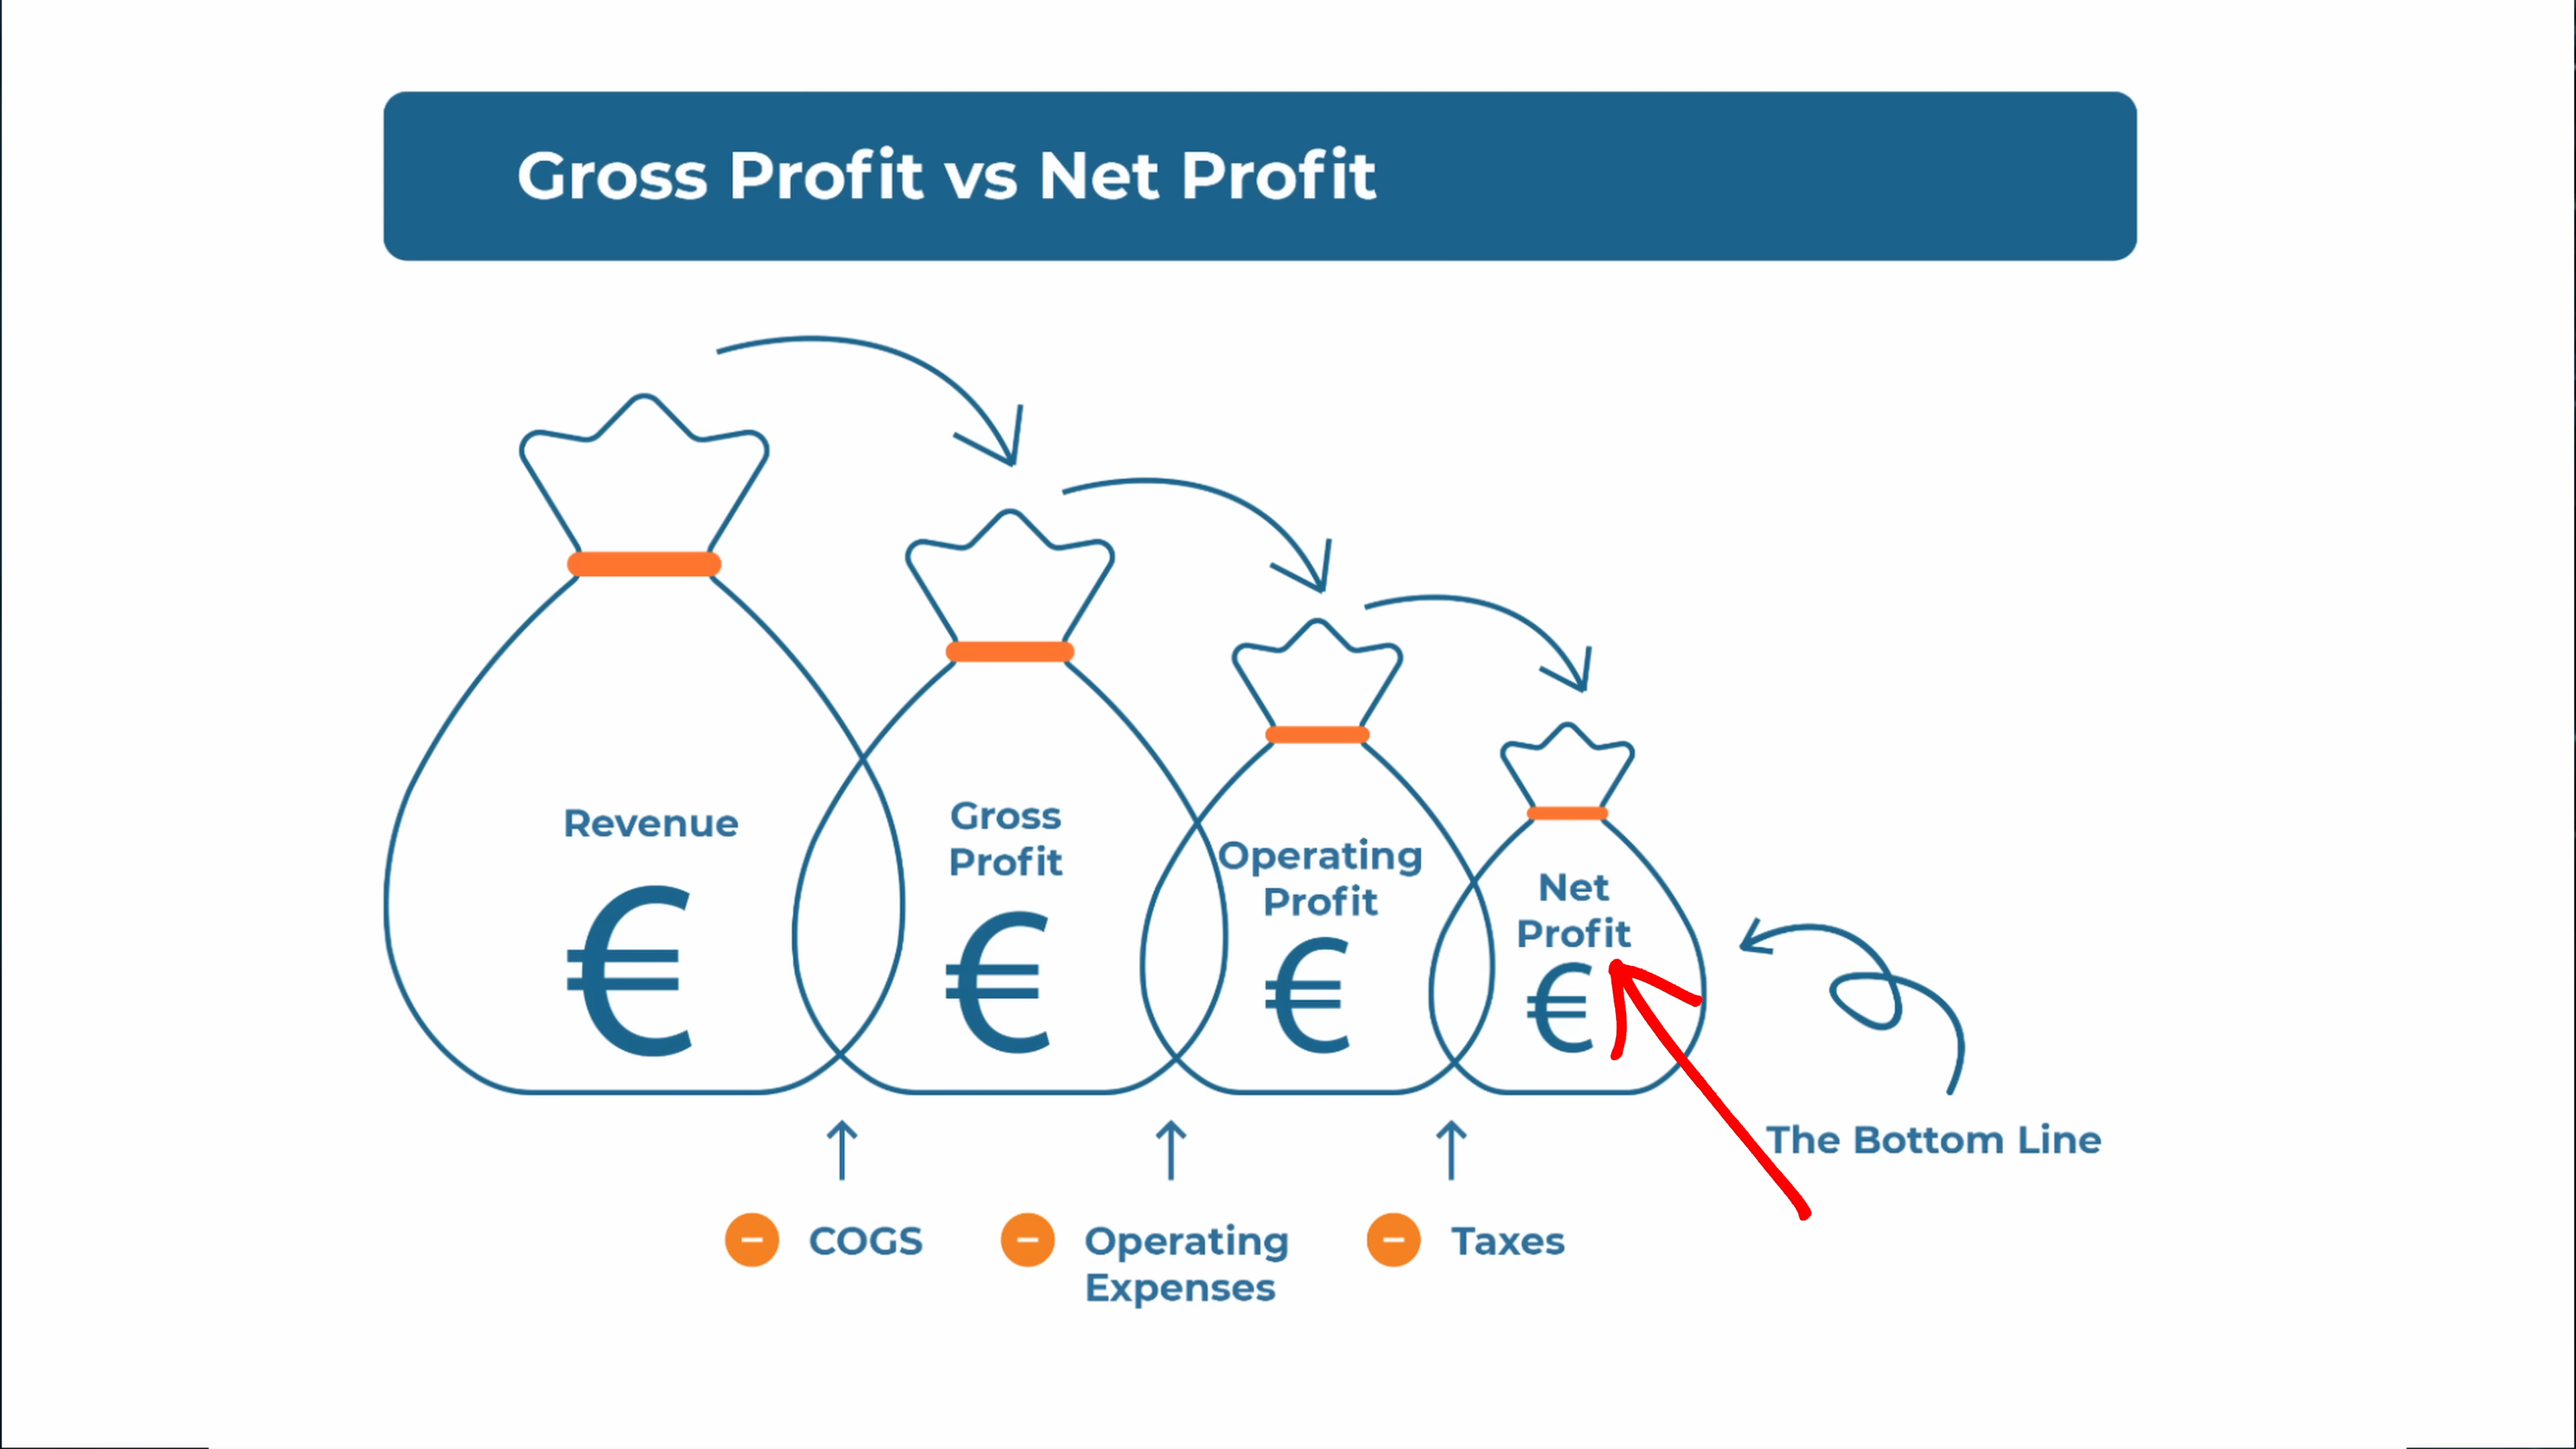 Gross Profit vs Net Profit
Revenue
€
Gross
Profit
€
Operating
Profit
€
Net
Profit
€
The Bottom Line
− COGS
− Operating
Expenses
− Taxes